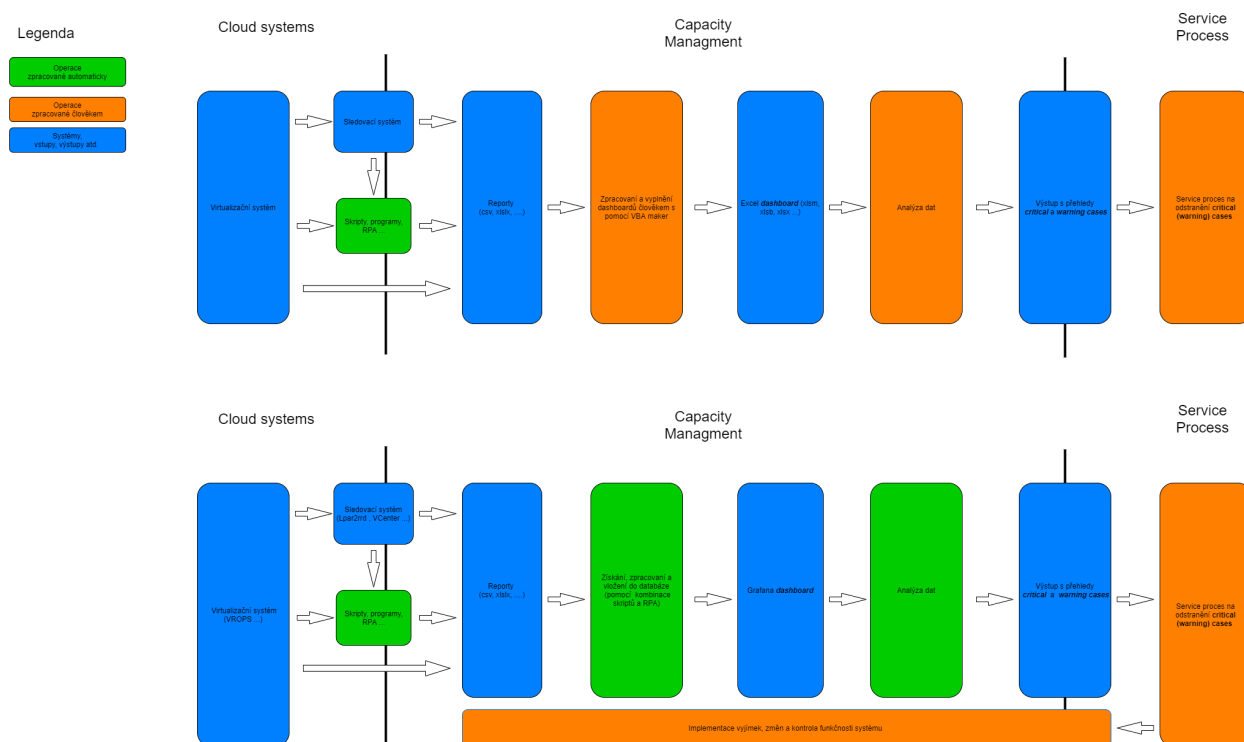 Legenda
Operace
zpracované automaticky
Operace
zpracované člověkem
Systémy,
vstupy, výstupy atd.
Cloud systems
Capacity
Managment
Service
Process
Virtualizační systém
Sledovací systém
Skripty, programy,
RPA ...
Reporty
(csv, xlslx, ....)
Zpracovaní a vyplnění
dashboardů člověkem s
pomocí VBA maker
Excel dashboard (xlsm,
xlsb, xlsx ...)
Analýza dat
Výstup s přehledy
critical a warning cases
Service proces na
odstranění critical
(warning) cases
Cloud systems
Capacity
Managment
Service
Process
Virtualizační systém
(VROPS ...)
Sledovací systém
(Lpar2rrd , VCenter ...)
Skripty, programy,
RPA ...
Reporty
(csv, xlslx, ....)
Získání, zpracovaní a
vložení do databáze
(pomocí kombinace
skriptů a RPA)
Grafana dashboard
Analýza dat
Výstup s přehledy
critical a warning cases
Service proces na
odstranění critical
(warning) cases
Implementace vyjímek, změn a kontrola funkčnosti systému